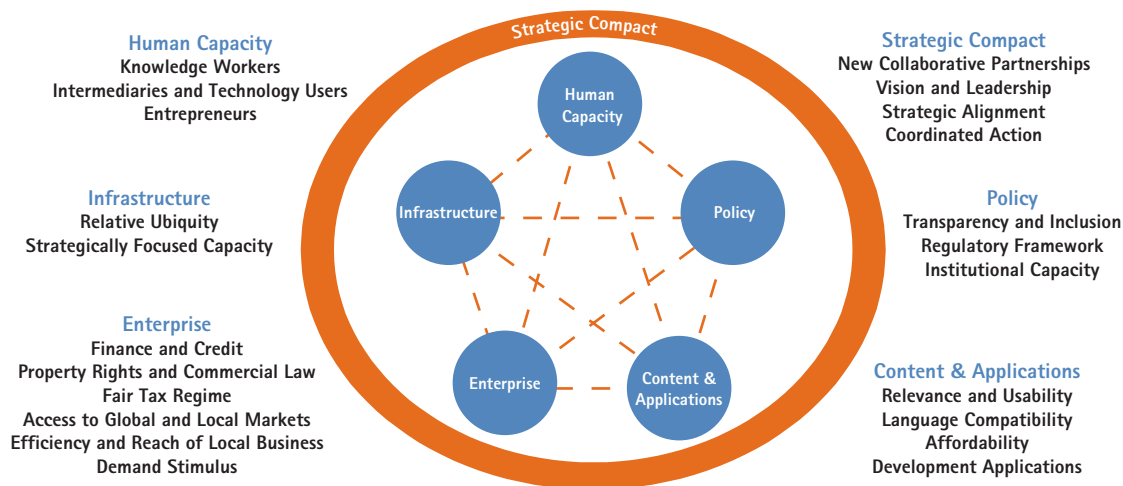 Strategic Compact
Human Capacity
Knowledge Workers
Intermediaries and Technology Users
Entrepreneurs
Infrastructure
Relative Ubiquity
Strategically Focused Capacity
Enterprise
Finance and Credit
Property Rights and Commercial Law
Fair Tax Regime
Access to Global and Local Markets
Efficiency and Reach of Local Business
Demand Stimulus
Human
Capacity
Infrastructure
Policy
Enterprise
Content &
Applications
Strategic Compact
New Collaborative Partnerships
Vision and Leadership
Strategic Alignment
Coordinated Action
Policy
Transparency and Inclusion
Regulatory Framework
Institutional Capacity
Content & Applications
Relevance and Usability
Language Compatibility
Affordability
Development Applications